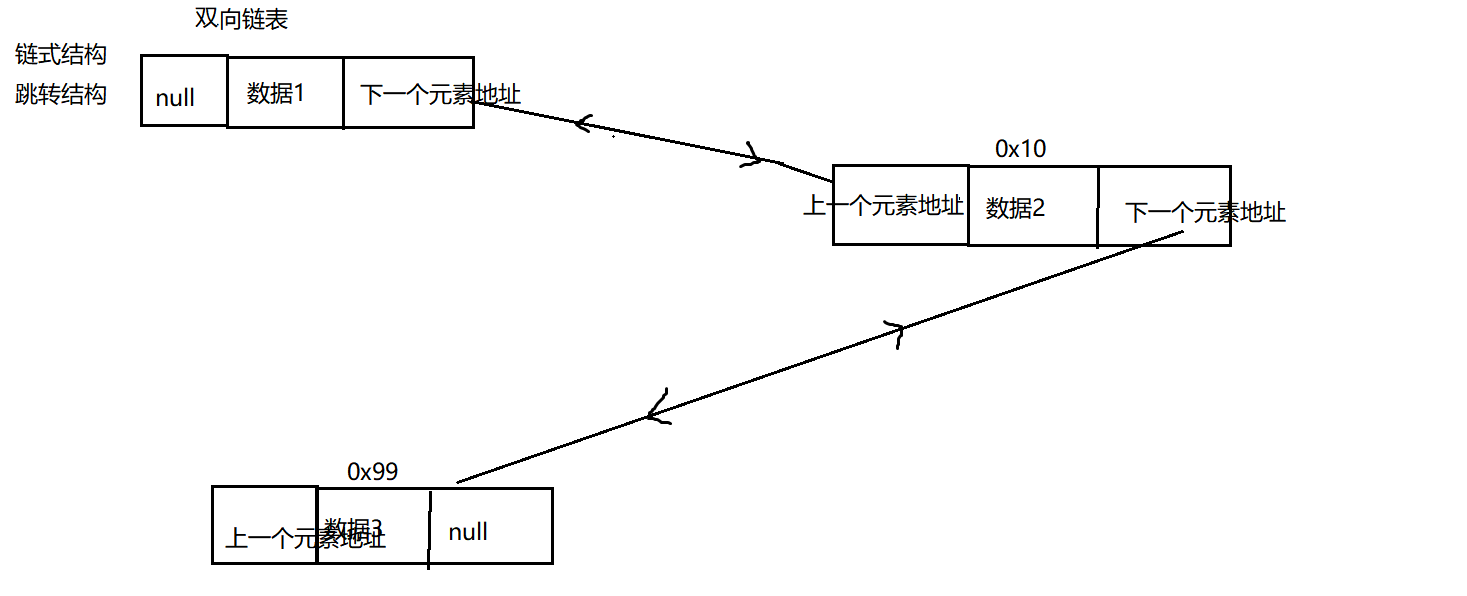 双向链表
链式结构
跳转结构
null
数据1
下一个元素地址
0x10
上一个元素地址
数据2
下一个元素地址
0x99
上一个元素地址
数据3
null